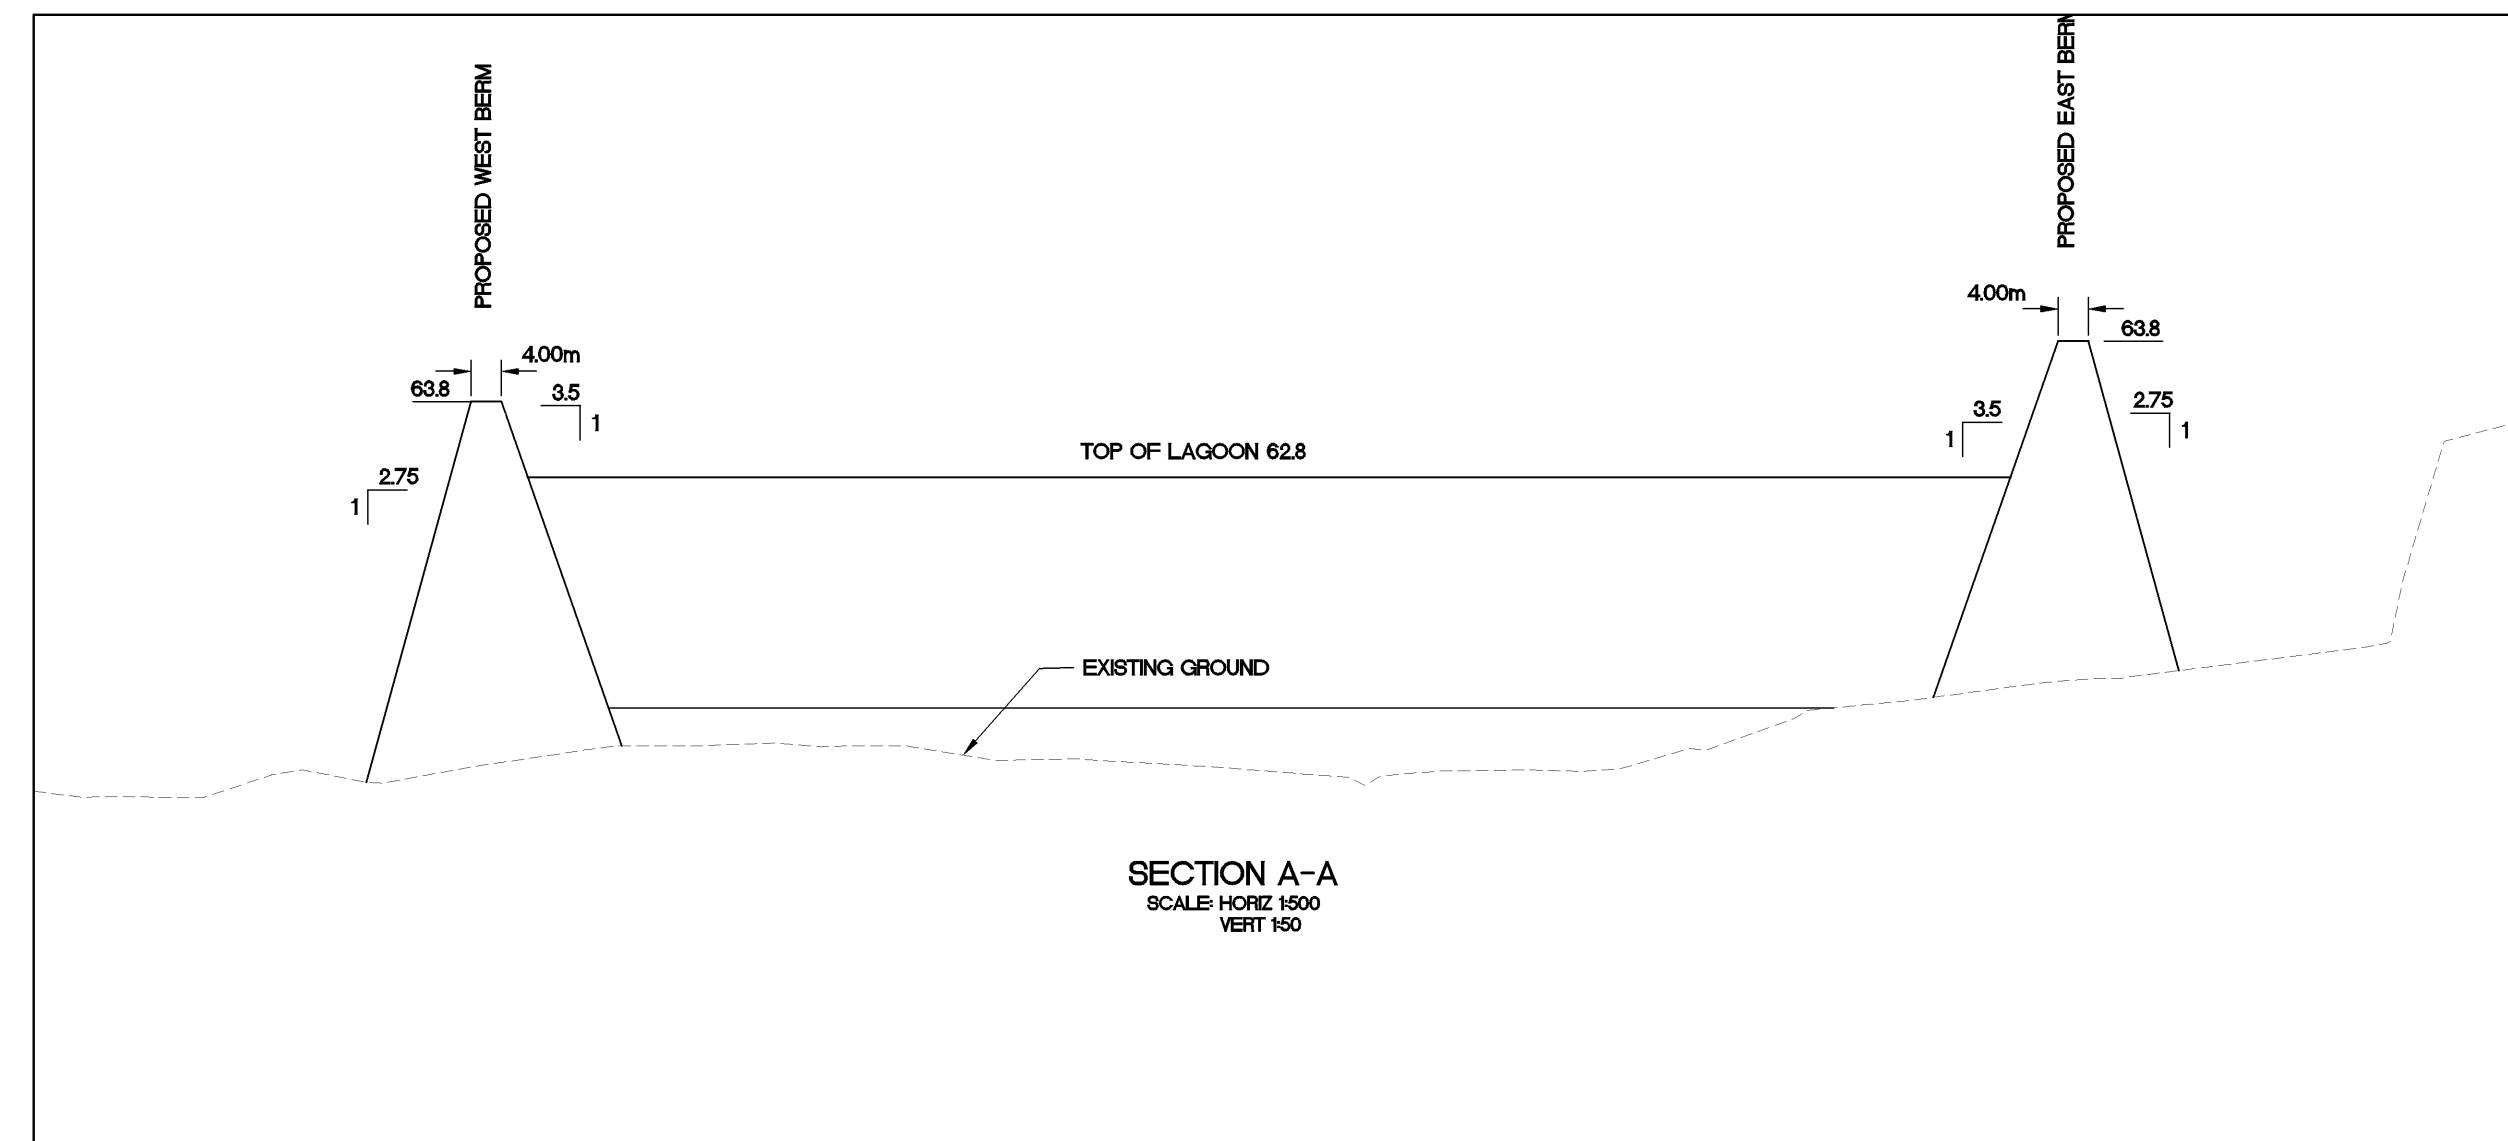 PROPOSED WEST BERM
PROPOSED EAST BERM
4.00m
63.8
4.00m
63.8
3.5
1
3.5
1
2.75
1
TOP OF LAGOON 62.8
2.75
1
EXISTING GROUND
SECTION A-A
SCALE: HORIZ 1:500
VERT 1:50